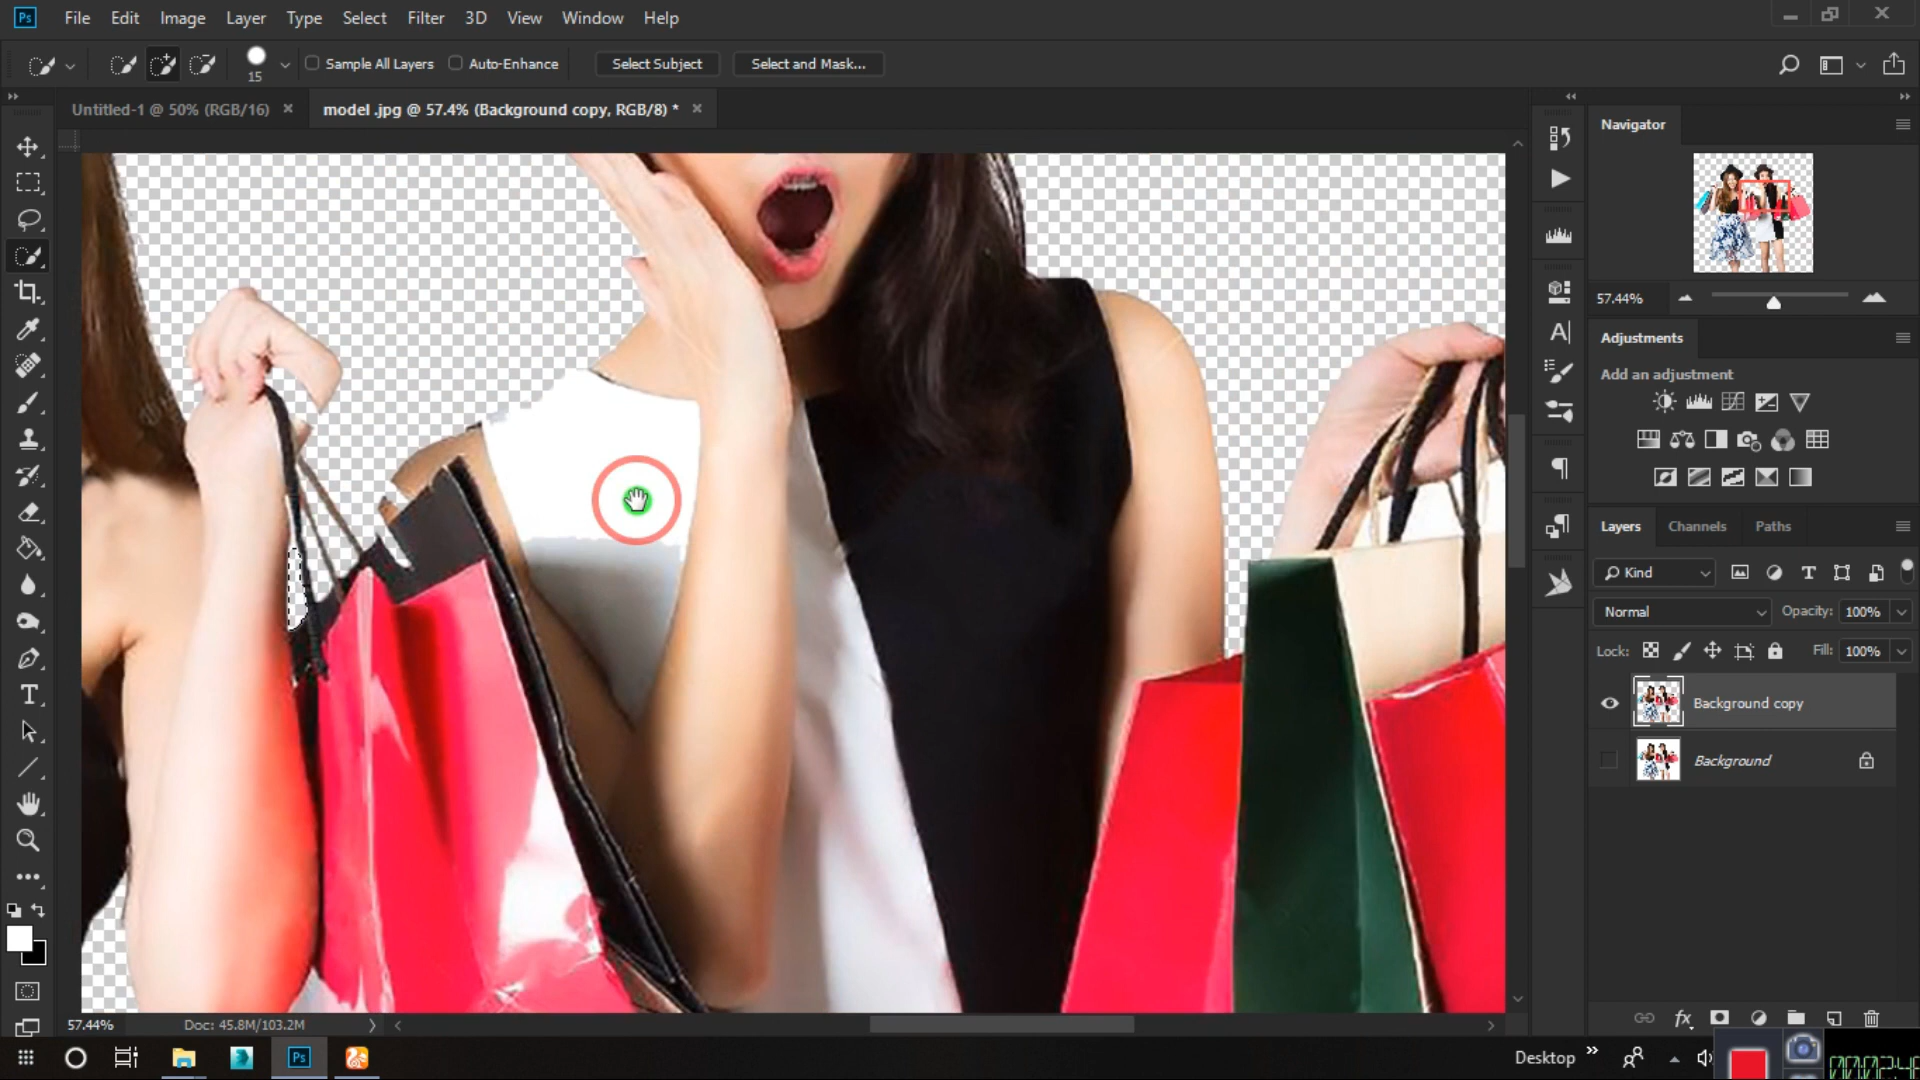 Ps File Edit Image Layer Type Select Filter 3D View Window Help
15 Sample All Layers Auto-Enhance Select Subject Select and Mask...
Untitled-1 @ 50% (RGB/16) × model .jpg @ 57.4% (Background copy, RGB/8) * ×
Navigator
57.44%
Adjustments
Add an adjustment
Layers Channels Paths
Kind
Normal Opacity: 100%
Lock: Fill: 100%
Background copy
Background
57.44% Doc: 45.8M/103.2M
Ps Desktop